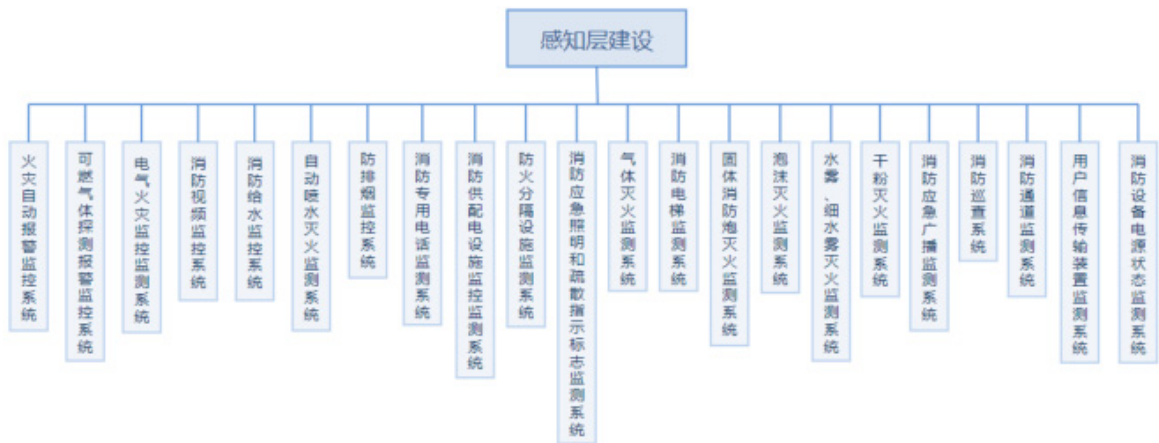 感知层建设
火灾自动报警监控系统
可燃气体探测报警监控系统
电气火灾监控监测系统
消防视频监控系统
消防给水监控系统
自动喷水灭火监测系统
防排烟监控系统
消防专用电话监测系统
消防供配电设施监控监测系统
防火分隔设施监测系统
消防应急照明和疏散指示标志监测系统
气体灭火监测系统
消防电梯监测系统
固体消防炮灭火监测系统
泡沫灭火监测系统
水雾、细水雾灭火监测系统
干粉灭火监测系统
消防应急广播监测系统
消防巡查系统
消防通道监测系统
用户信息传输装置监测系统
消防设备电源状态监测系统